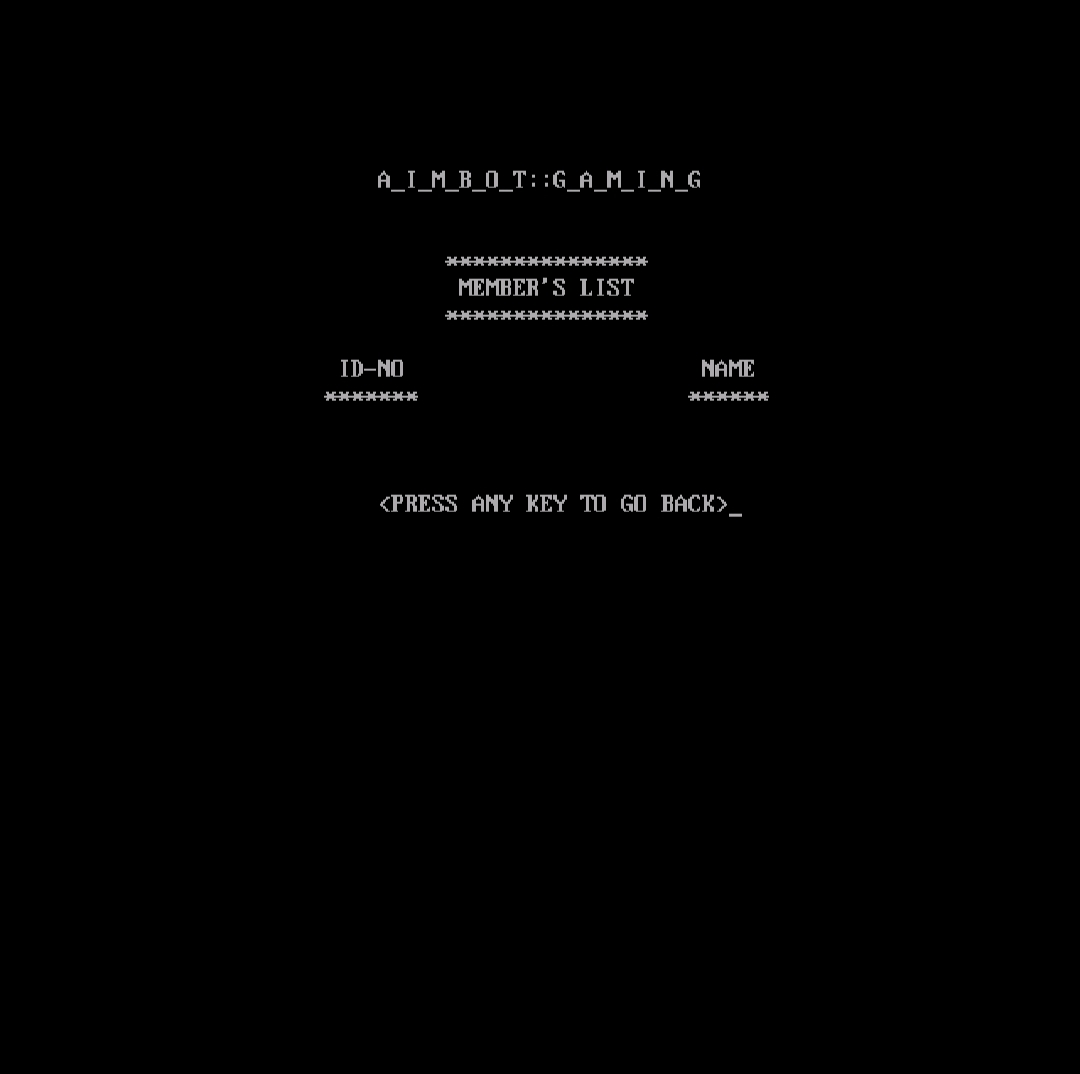 A_I_M_B_O_T::G_A_M_I_N_G
***************
MEMBER'S LIST
***************
ID-NO NAME
******* ******
<PRESS ANY KEY TO GO BACK>_